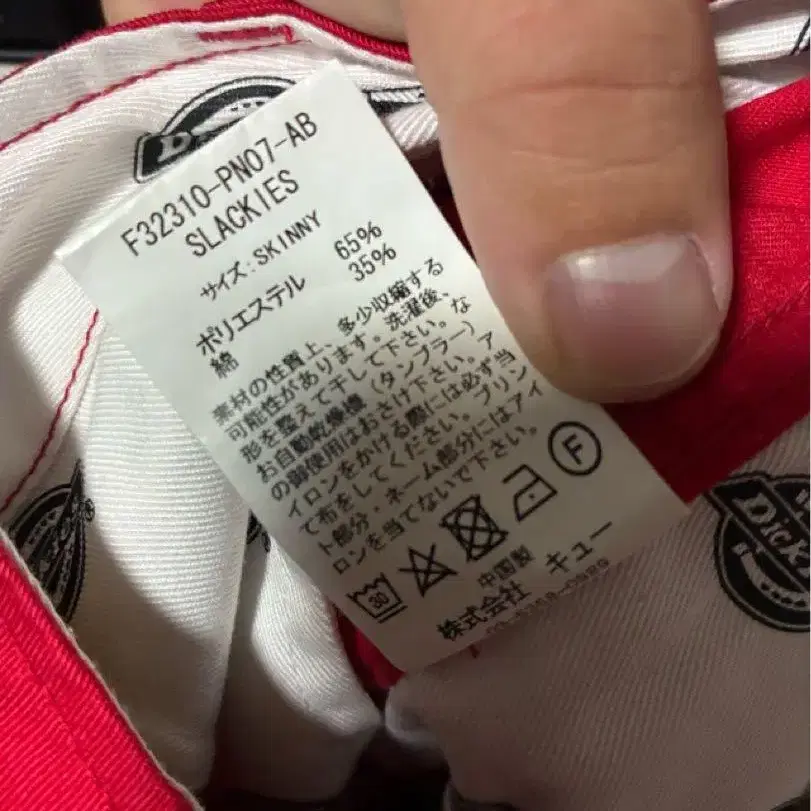 F32310-PN07-AB
SLACKIES
サイズ:SKINNY
ポリエステル 65%
綿 35%
素材の性質上、多少収縮する
可能性があります。洗濯後、
形を整えて干して下さい。な
お自動乾燥機(タンブラー)
の御使用はおさけ下さい。ア
イロンをかける際には必ず当
て布をしてください。プリン
ト部分・ネーム部分にはアイ
ロンを当てないで下さい。
30
F
中国製
株式会社 キュー
Dick